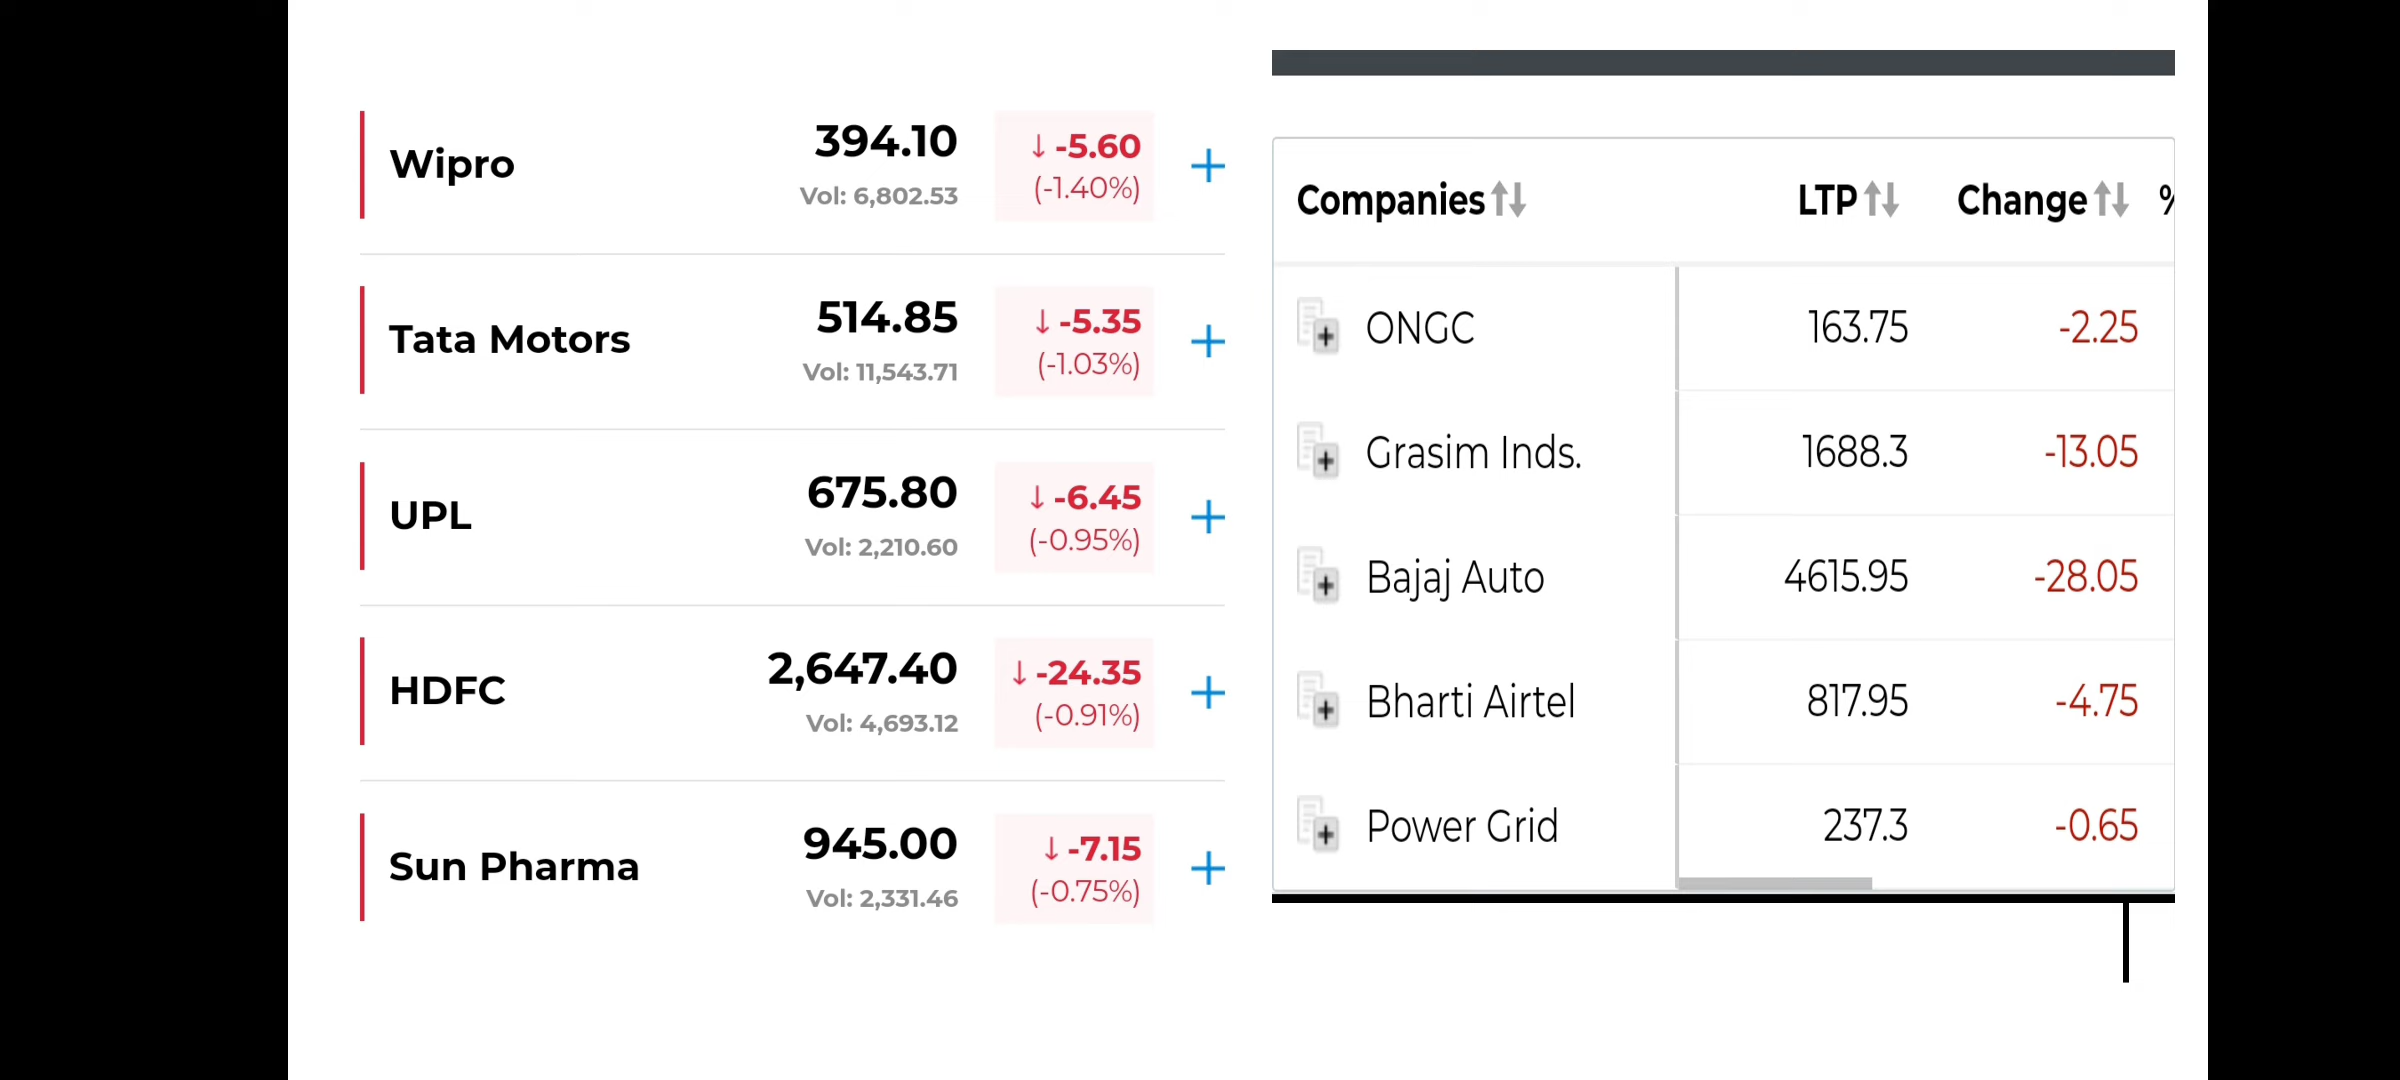 Wipro
394.10
Vol: 6,802.53
↓ -5.60
(-1.40%)
Tata Motors
514.85
Vol: 11,543.71
↓ -5.35
(-1.03%)
UPL
675.80
Vol: 2,210.60
↓ -6.45
(-0.95%)
HDFC
2,647.40
Vol: 4,693.12
↓ -24.35
(-0.91%)
Sun Pharma
945.00
Vol: 2,331.46
↓ -7.15
(-0.75%)
Companies LTP Change %
ONGC 163.75 -2.25
Grasim Inds. 1688.3 -13.05
Bajaj Auto 4615.95 -28.05
Bharti Airtel 817.95 -4.75
Power Grid 237.3 -0.65